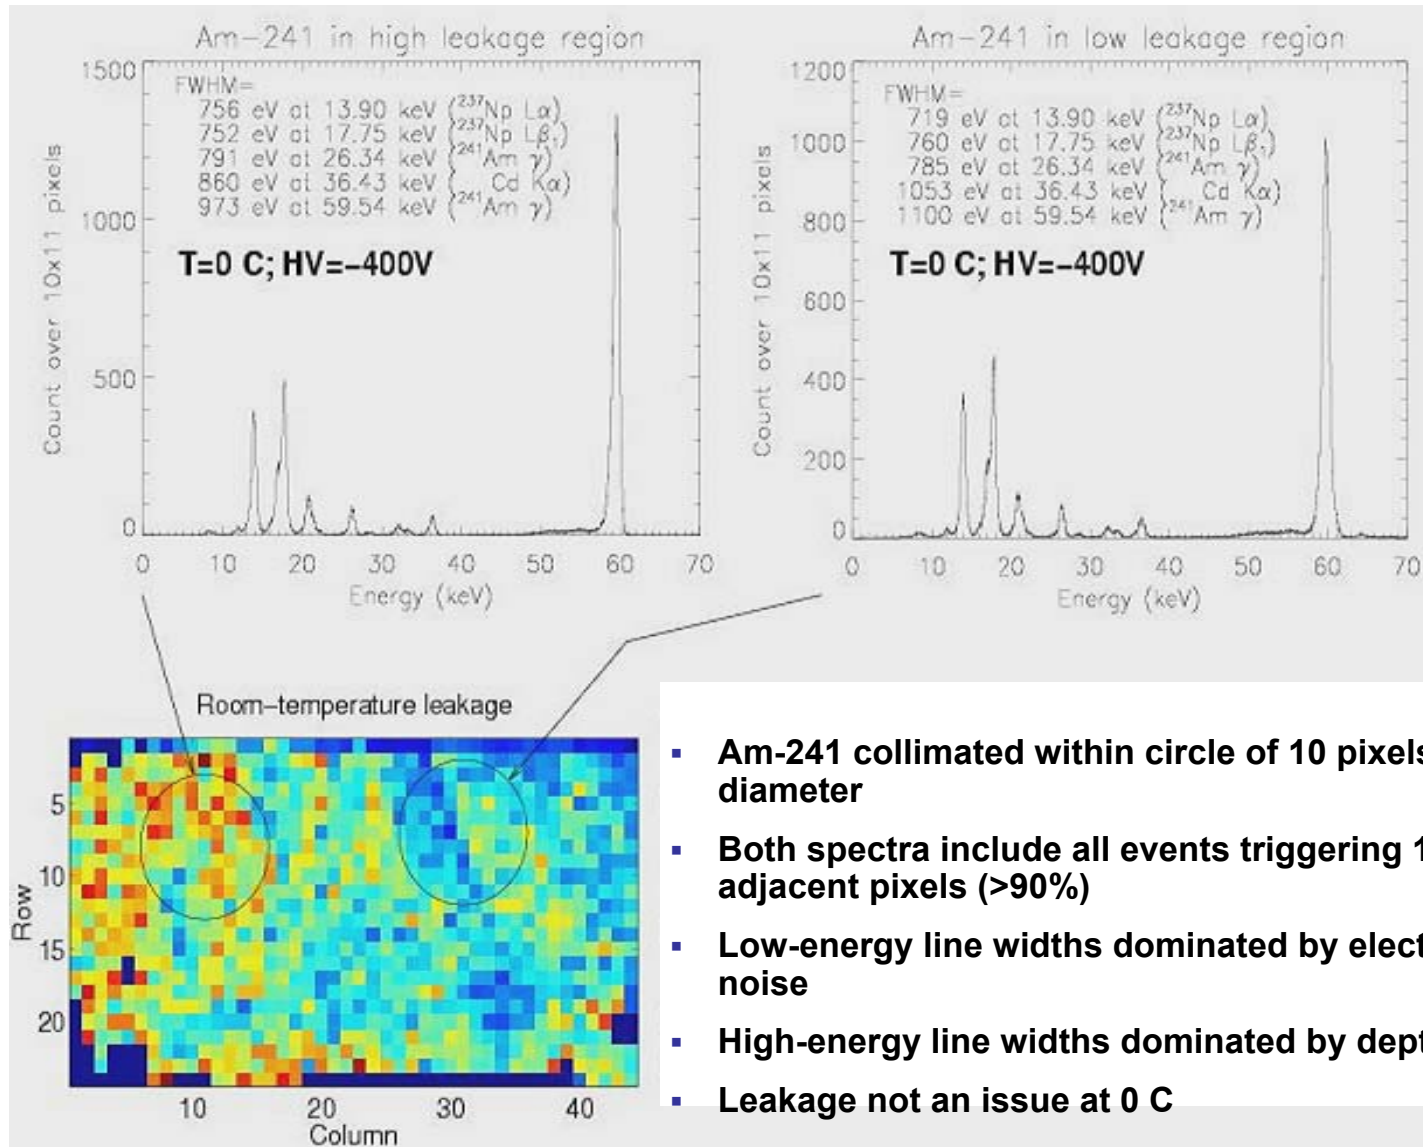 Am-241 in high leakage region
FWHM=
756 eV at 13.90 keV (237Np Lα)
752 eV at 17.75 keV (237Np Lβ1)
791 eV at 26.34 keV (241Am γ)
860 eV at 36.43 keV ( Cd Kα)
973 eV at 59.54 keV (241Am γ)
T=0 C; HV=-400V
Count over 10x11 pixels
1500
1000
500
0
0 10 20 30 40 50 60 70
Energy (keV)
Am-241 in low leakage region
FWHM=
719 eV at 13.90 keV (237Np Lα)
760 eV at 17.75 keV (237Np Lβ1)
785 eV at 26.34 keV (241Am γ)
1053 eV at 36.43 keV ( Cd Kα)
1100 eV at 59.54 keV (241Am γ)
T=0 C; HV=-400V
Count over 10x11 pixels
1200
1000
800
600
400
200
0
0 10 20 30 40 50 60 70
Energy (keV)
Room-temperature leakage
Row
5
10
15
20
10 20 30 40
Column
▪ Am-241 collimated within circle of 10 pixels
diameter
▪ Both spectra include all events triggering 1
adjacent pixels (>90%)
▪ Low-energy line widths dominated by elect
noise
▪ High-energy line widths dominated by dept
▪ Leakage not an issue at 0 C